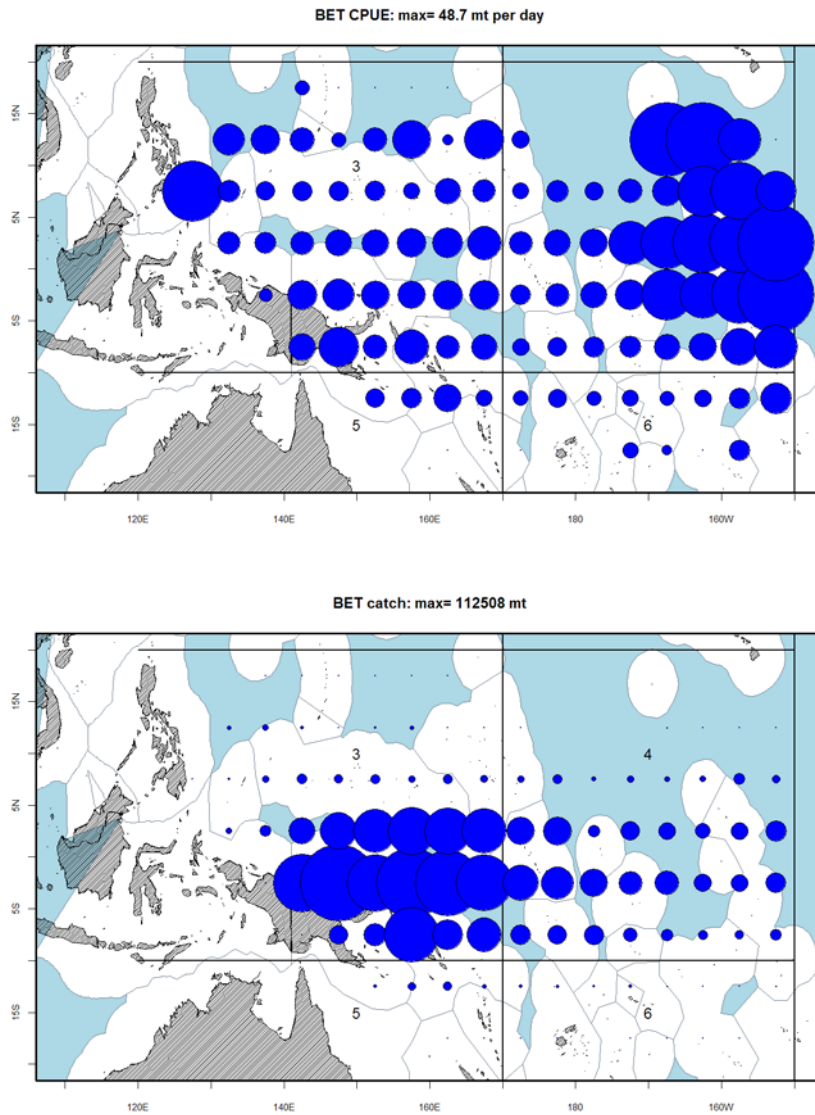 BET CPUE: max= 48.7 mt per day
15N
3
5N
5S
5
6
15S
120E 140E 160E 180 160W
BET catch: max= 112508 mt
15N
3 4
5N
5S
5 6
15S
120E 140E 160E 180 160W